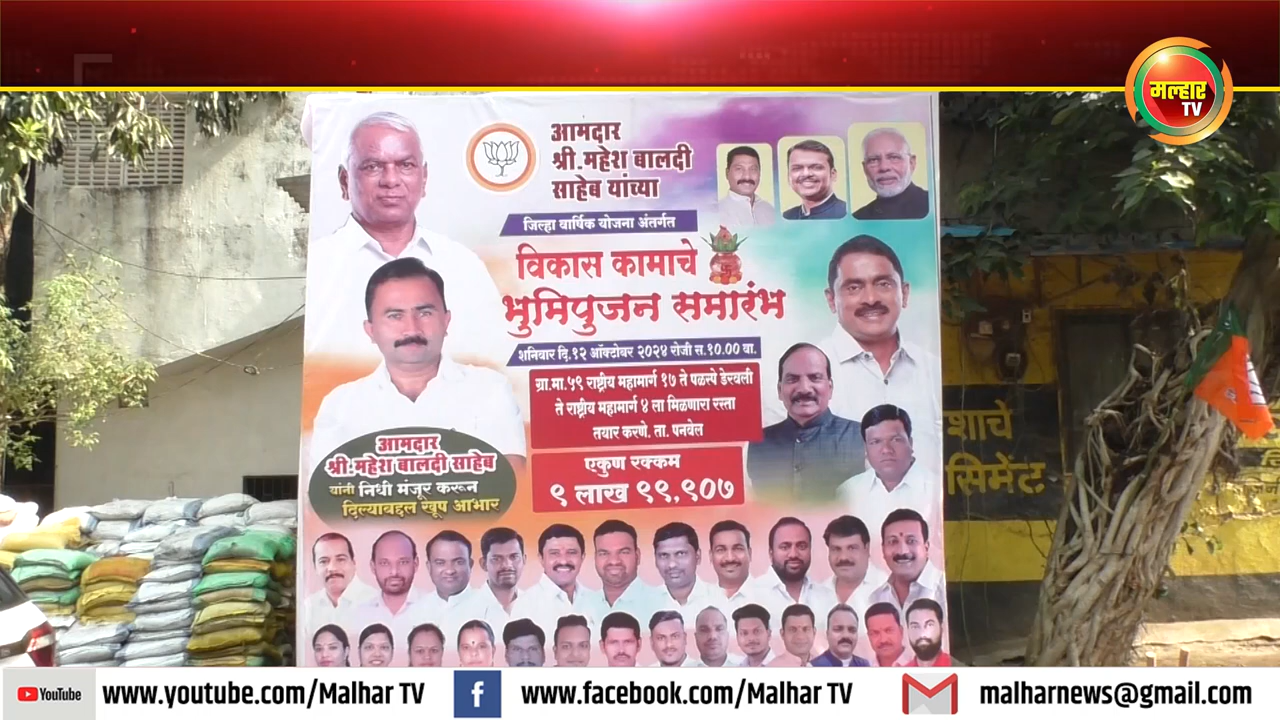 मल्हार
TV
आमदार
श्री.महेश बालदी
साहेब यांच्या
जिल्हा वार्षिक योजना अंतर्गत
विकास कामाचे
भुमिपुजन समारंभ
शनिवार दि.१२ ऑक्टोवर २०२४ रोजी स.१०.०० वा.
ग्रा.मा.५९ राष्ट्रीय महामार्ग १७ ते पळस्पे डेरवली
ते राष्ट्रीय महामार्ग ४ ला मिळणारा रस्ता
तयार करणे. ता. पनवेल
एकुण रक्कम
९ लाख ९९,९०७
आमदार
श्री.महेश बालदी साहेब
यांनी निधी मंजूर करून
दिल्याबद्दल खूप आभार
शाचे
सिमेंट
YouTube
www.youtube.com/Malhar TV
www.facebook.com/Malhar TV
malharnews@gmail.com